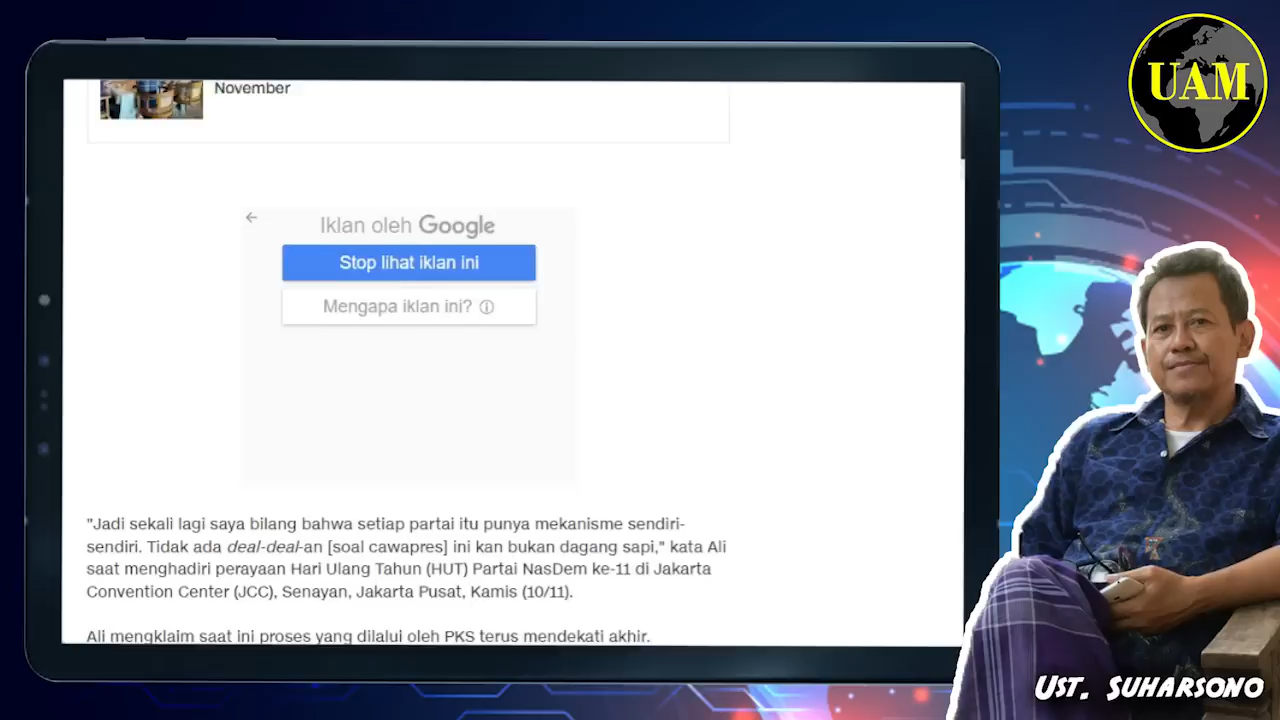 November
UAM
Iklan oleh Google
Stop lihat iklan ini
Mengapa iklan ini?
"Jadi sekali lagi saya bilang bahwa setiap partai itu punya mekanisme sendiri-
sendiri. Tidak ada deal-deal-an [soal cawapres] ini kan bukan dagang sapi," kata Ali
saat menghadiri perayaan Hari Ulang Tahun (HUT) Partai NasDem ke-11 di Jakarta
Convention Center (JCC), Senayan, Jakarta Pusat, Kamis (10/11).
Ali mengklaim saat ini proses yang dilalui oleh PKS terus mendekati akhir.
UST. SUHARSONO